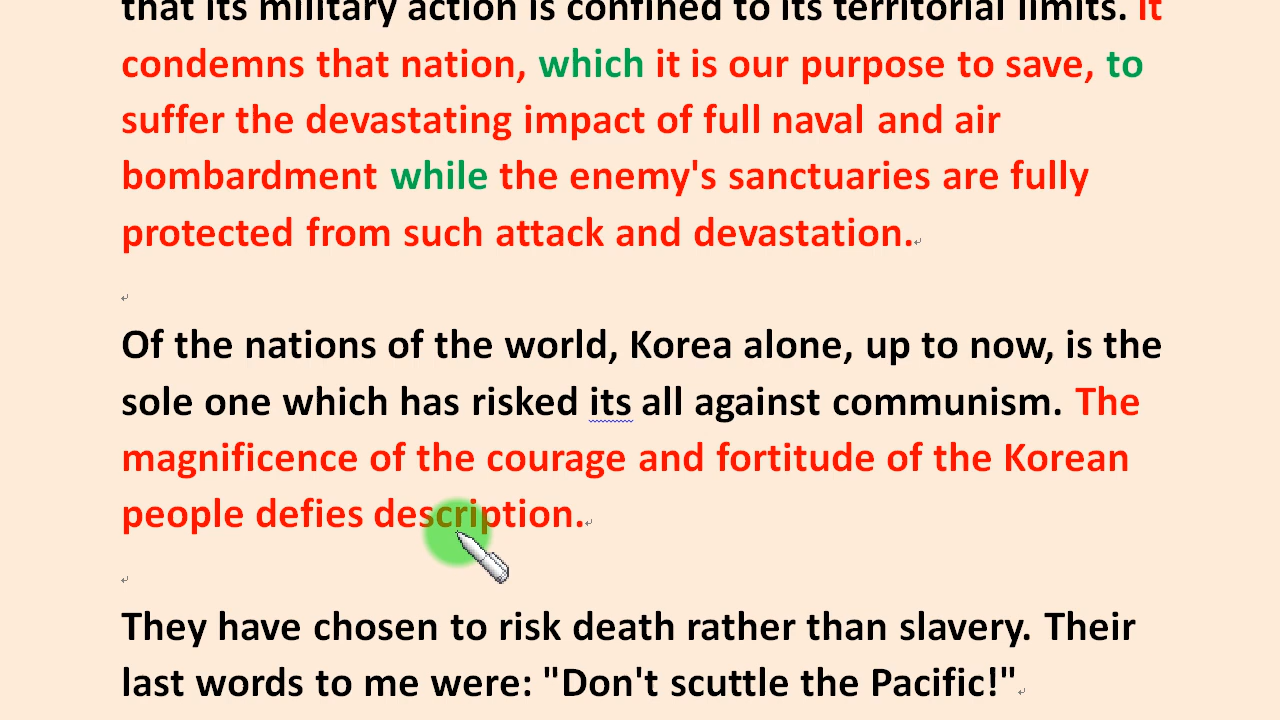 that its military action is confined to its territorial limits. It
condemns that nation, which it is our purpose to save, to
suffer the devastating impact of full naval and air
bombardment while the enemy's sanctuaries are fully
protected from such attack and devastation.
Of the nations of the world, Korea alone, up to now, is the
sole one which has risked its all against communism. The
magnificence of the courage and fortitude of the Korean
people defies description.
They have chosen to risk death rather than slavery. Their
last words to me were: "Don't scuttle the Pacific!"